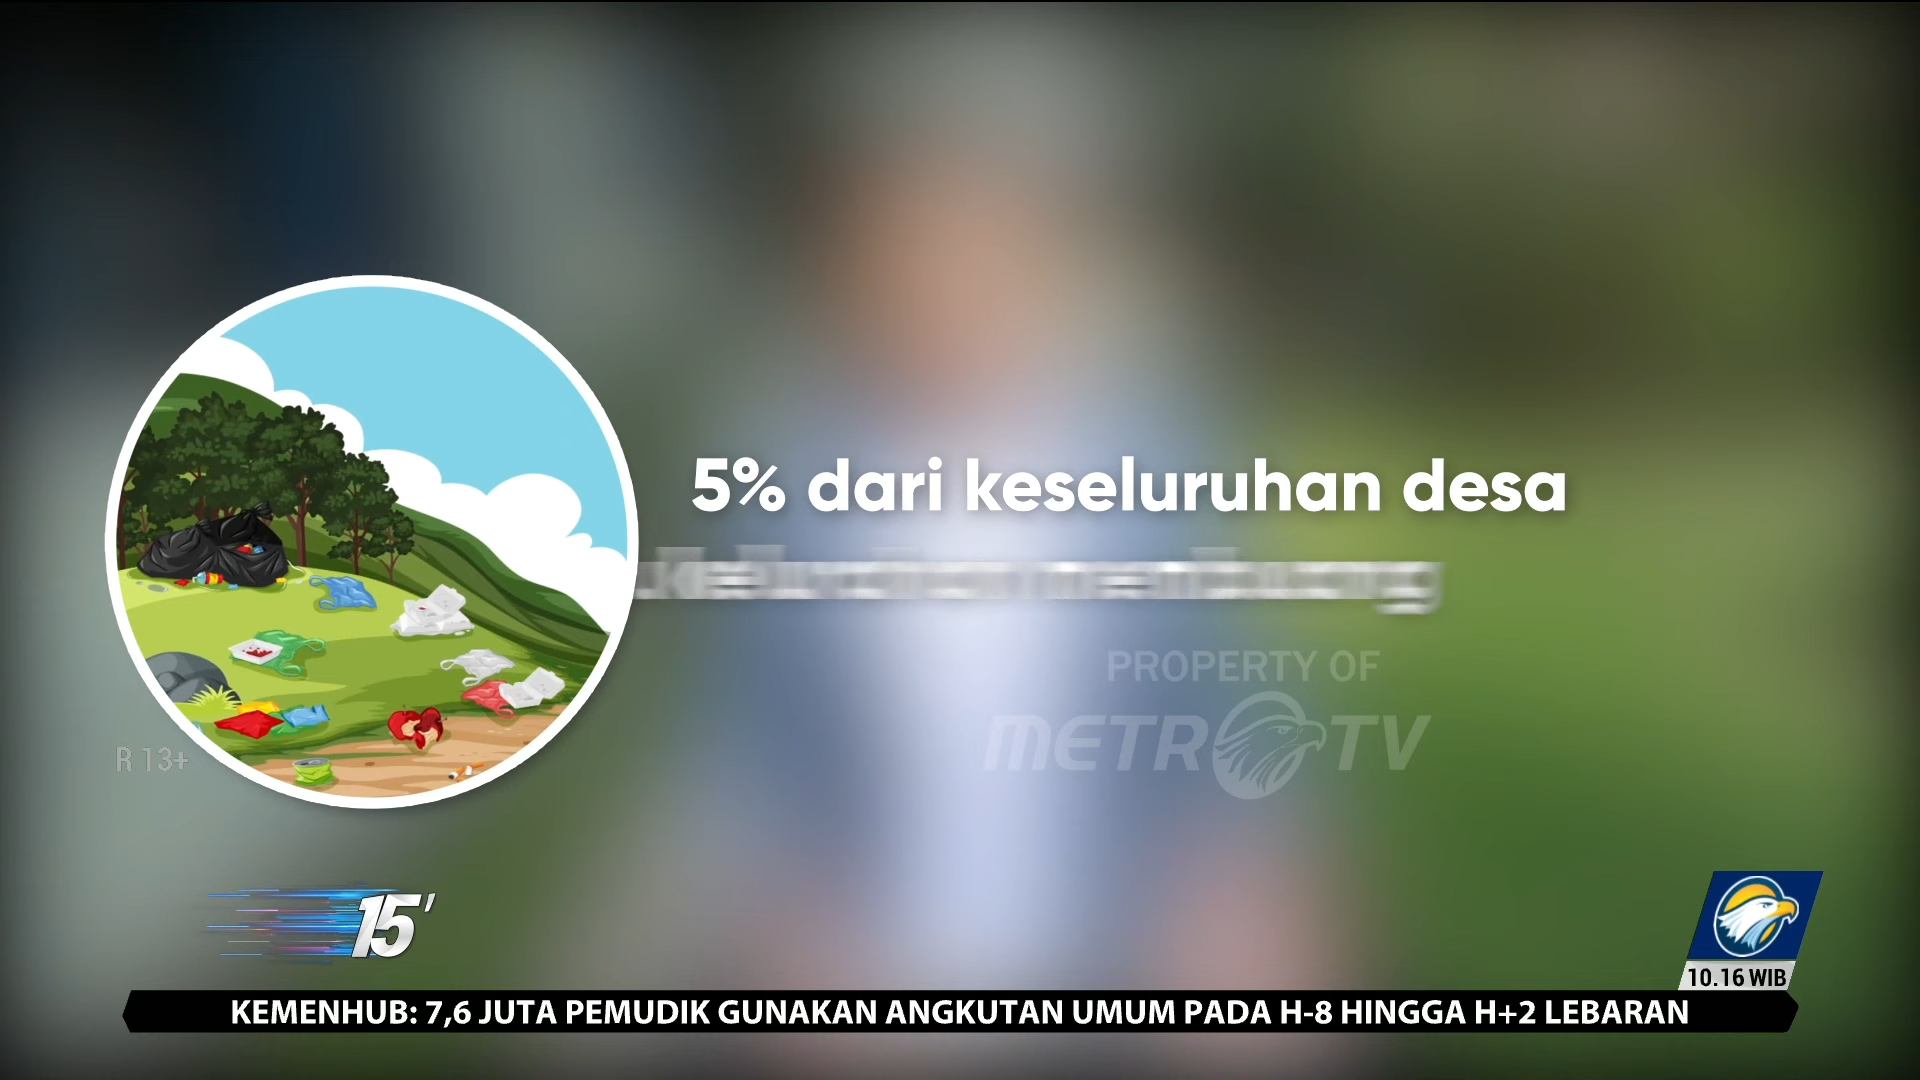 5% dari keseluruhan desa
PROPERTY OF
METRO TV
R 13+
15'
10.16 WIB
KEMENHUB: 7,6 JUTA PEMUDIK GUNAKAN ANGKUTAN UMUM PADA H-8 HINGGA H+2 LEBARAN